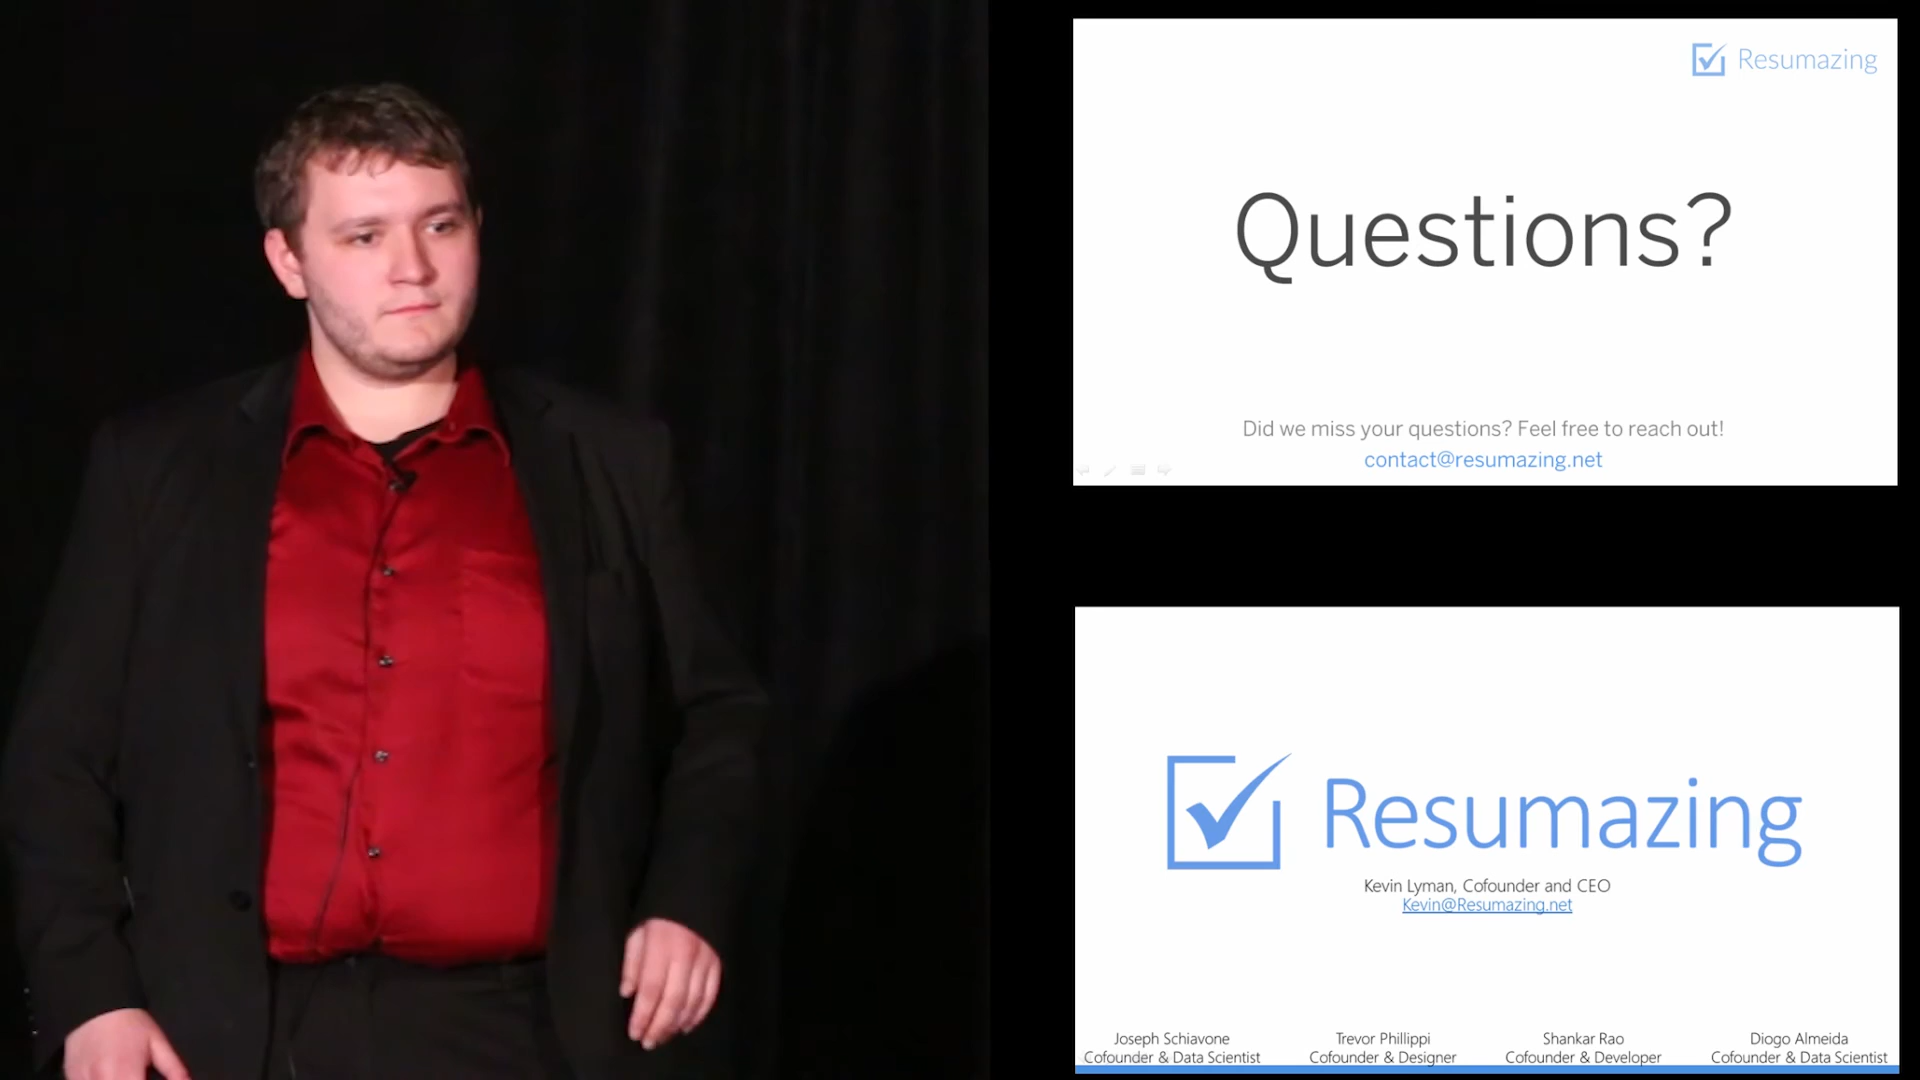 Resumazing
Questions?
Did we miss your questions? Feel free to reach out!
contact@resumazing.net
Resumazing
Kevin Lyman, Cofounder and CEO
Kevin@Resumazing.net
Joseph Schiavone
Cofounder & Data Scientist
Trevor Phillippi
Cofounder & Designer
Shankar Rao
Cofounder & Developer
Diogo Almeida
Cofounder & Data Scientist